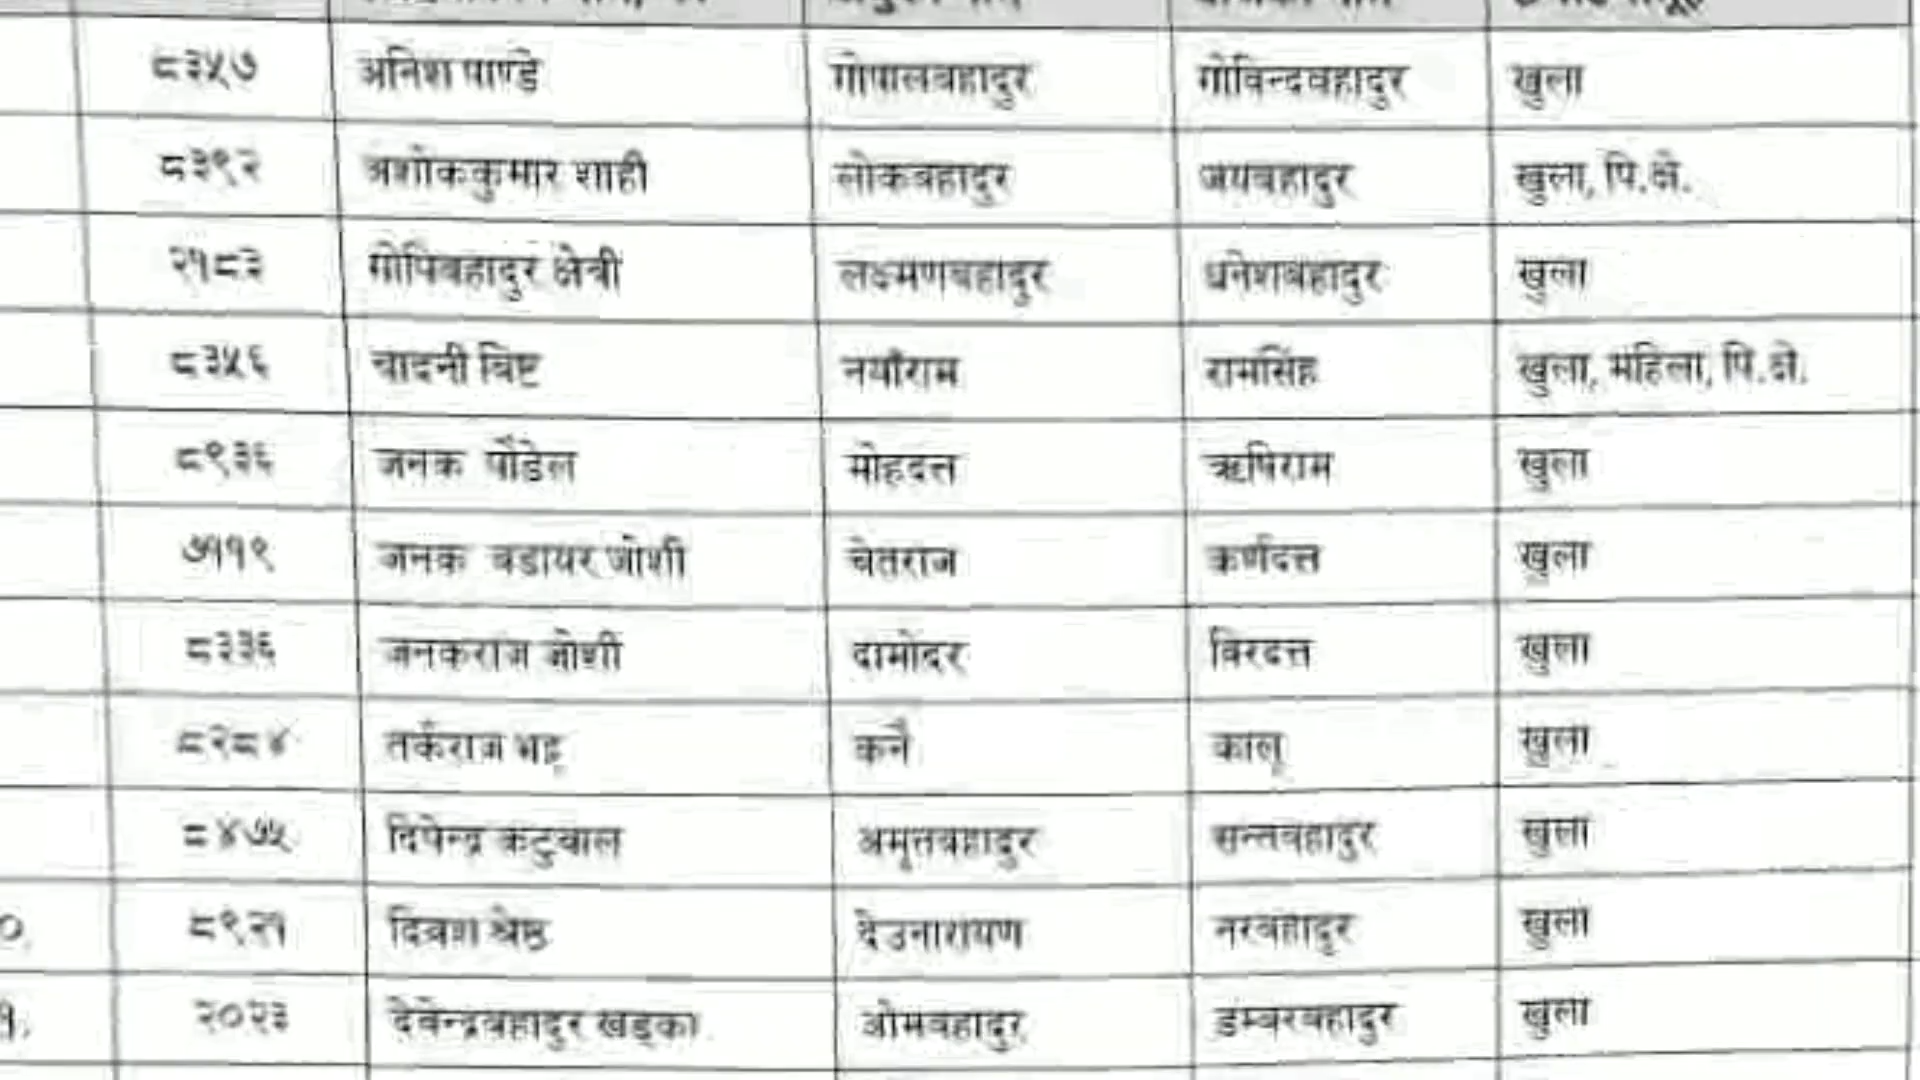 ८३५७ अनिश पाण्डे गोपालबहादुर गोविन्दबहादुर खुला
८३९२ अशोककुमार शाही लोकबहादुर जयबहादुर खुला, पि.क्षे.
२१८३ गोपिबहादुर क्षेत्री लक्ष्मणबहादुर धनेशबहादुर खुला
८३५६ चादनी बिष्ट नयाँराम रामसिंह खुला, महिला, पि.क्षे.
८९३६ जनक पौडेल मोहदत्त ऋषिराम खुला
७११९ जनक बडायर जोशी चेतराज कर्णदत्त खुला
८३३६ जनकराज जोशी दामोदर विरदत्त खुला
८२८४ तर्कराज भट्ट कनै कालू खुला
८४७५ दिपेन्द्र कटुवाल अमृतबहादुर सन्तबहादुर खुला
८९२१ दिवश श्रेष्ठ देउनारायण नरबहादुर खुला
२०२३ देवेन्द्रबहादुर खड्का ओमबहादुर डम्बरबहादुर खुला